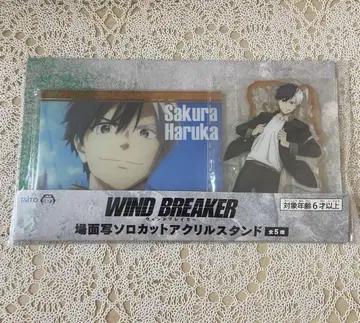 Sakura
Haruka
TAITO
WIND BREAKER
ウィンドブレイカー
対象年齢6才以上
場面写ソロカットアクリルスタンド 全5種